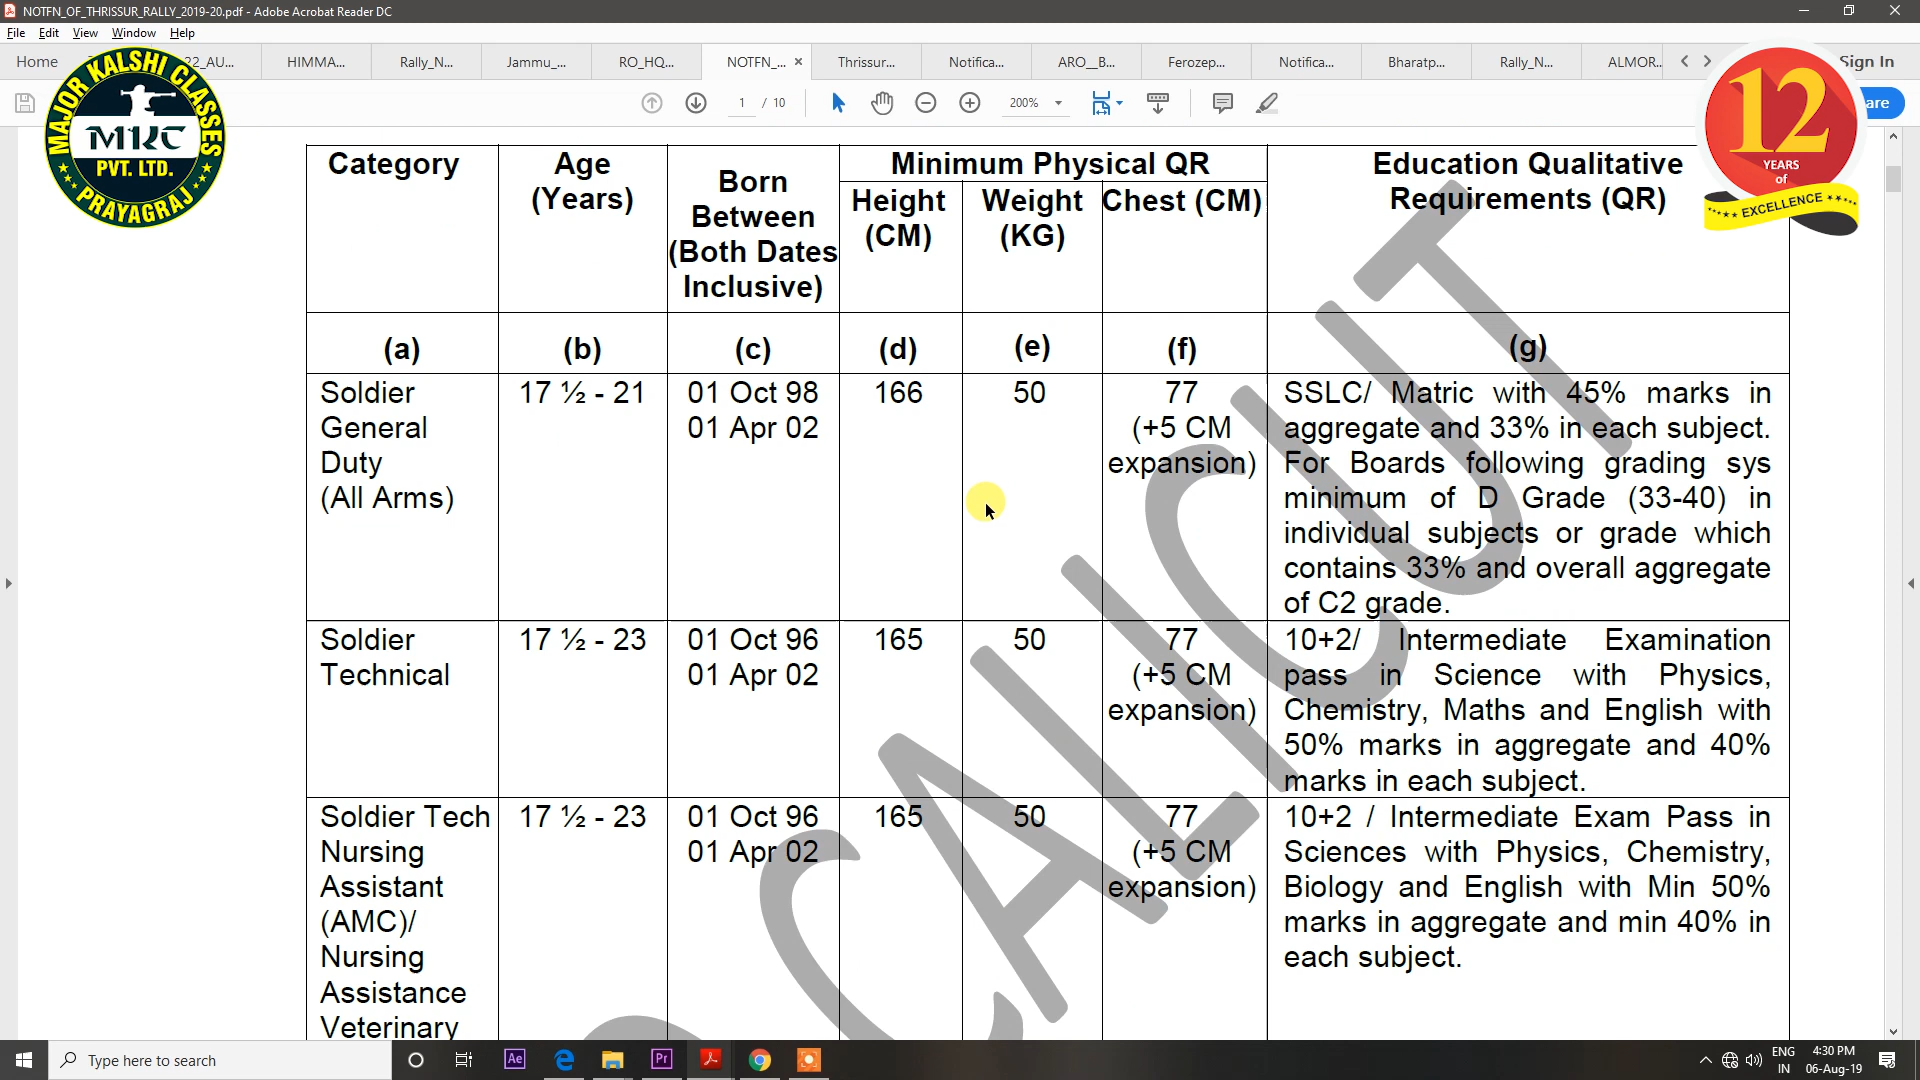 NOTFN_OF_THRISSUR_RALLY_2019-20.pdf - Adobe Acrobat Reader DC
File Edit View Window Help
Home 22_AU... HIMMA... Rally_N... Jammu_... RO_HQ... NOTFN_... × Thrissur... Notifica... ARO__B... Ferozep... Notifica... Bharatp... Rally_N... ALMOR... Sign In
1 / 10 200% are
MAJOR KALSHI CLASSES
MKC
PVT. LTD.
PRAYAGRAJ
12
YEARS
of
EXCELLENCE
Category Age (Years) Born Between (Both Dates Inclusive) Minimum Physical QR Education Qualitative Requirements (QR)
Height (CM) Weight (KG) Chest (CM)
(a) (b) (c) (d) (e) (f) (g)
Soldier 17 ½ - 21 01 Oct 98 166 50 77 SSLC/ Matric with 45% marks in
General 01 Apr 02 (+5 CM aggregate and 33% in each subject.
Duty expansion) For Boards following grading sys
(All Arms) minimum of D Grade (33-40) in
individual subjects or grade which
contains 33% and overall aggregate
of C2 grade.
Soldier 17 ½ - 23 01 Oct 96 165 50 77 10+2/ Intermediate Examination
Technical 01 Apr 02 (+5 CM pass in Science with Physics,
expansion) Chemistry, Maths and English with
50% marks in aggregate and 40%
marks in each subject.
Soldier Tech 17 ½ - 23 01 Oct 96 165 50 77 10+2 / Intermediate Exam Pass in
Nursing 01 Apr 02 (+5 CM Sciences with Physics, Chemistry,
Assistant expansion) Biology and English with Min 50%
(AMC)/ marks in aggregate and min 40% in
Nursing each subject.
Assistance
Veterinary
CALICUT
Type here to search
Ae Pr
ENG 4:30 PM
IN 06-Aug-19